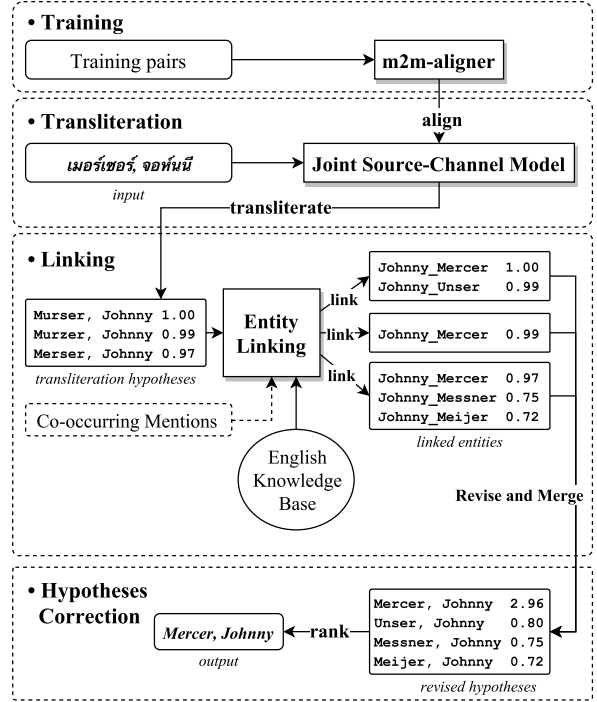 • Training
Training pairs
m2m-aligner
align
• Transliteration
เมอร์เซอร์, จอห์นนี
input
Joint Source-Channel Model
transliterate
• Linking
Murser, Johnny 1.00
Murzer, Johnny 0.99
Merser, Johnny 0.97
transliteration hypotheses
Co-occurring Mentions
Entity
Linking
English
Knowledge
Base
link
link
link
Johnny_Mercer 1.00
Johnny_Unser 0.99
Johnny_Mercer 0.99
Johnny_Mercer 0.97
Johnny_Messner 0.75
Johnny_Meijer 0.72
linked entities
Revise and Merge
• Hypotheses
Correction
Mercer, Johnny
output
rank
Mercer, Johnny 2.96
Unser, Johnny 0.80
Messner, Johnny 0.75
Meijer, Johnny 0.72
revised hypotheses